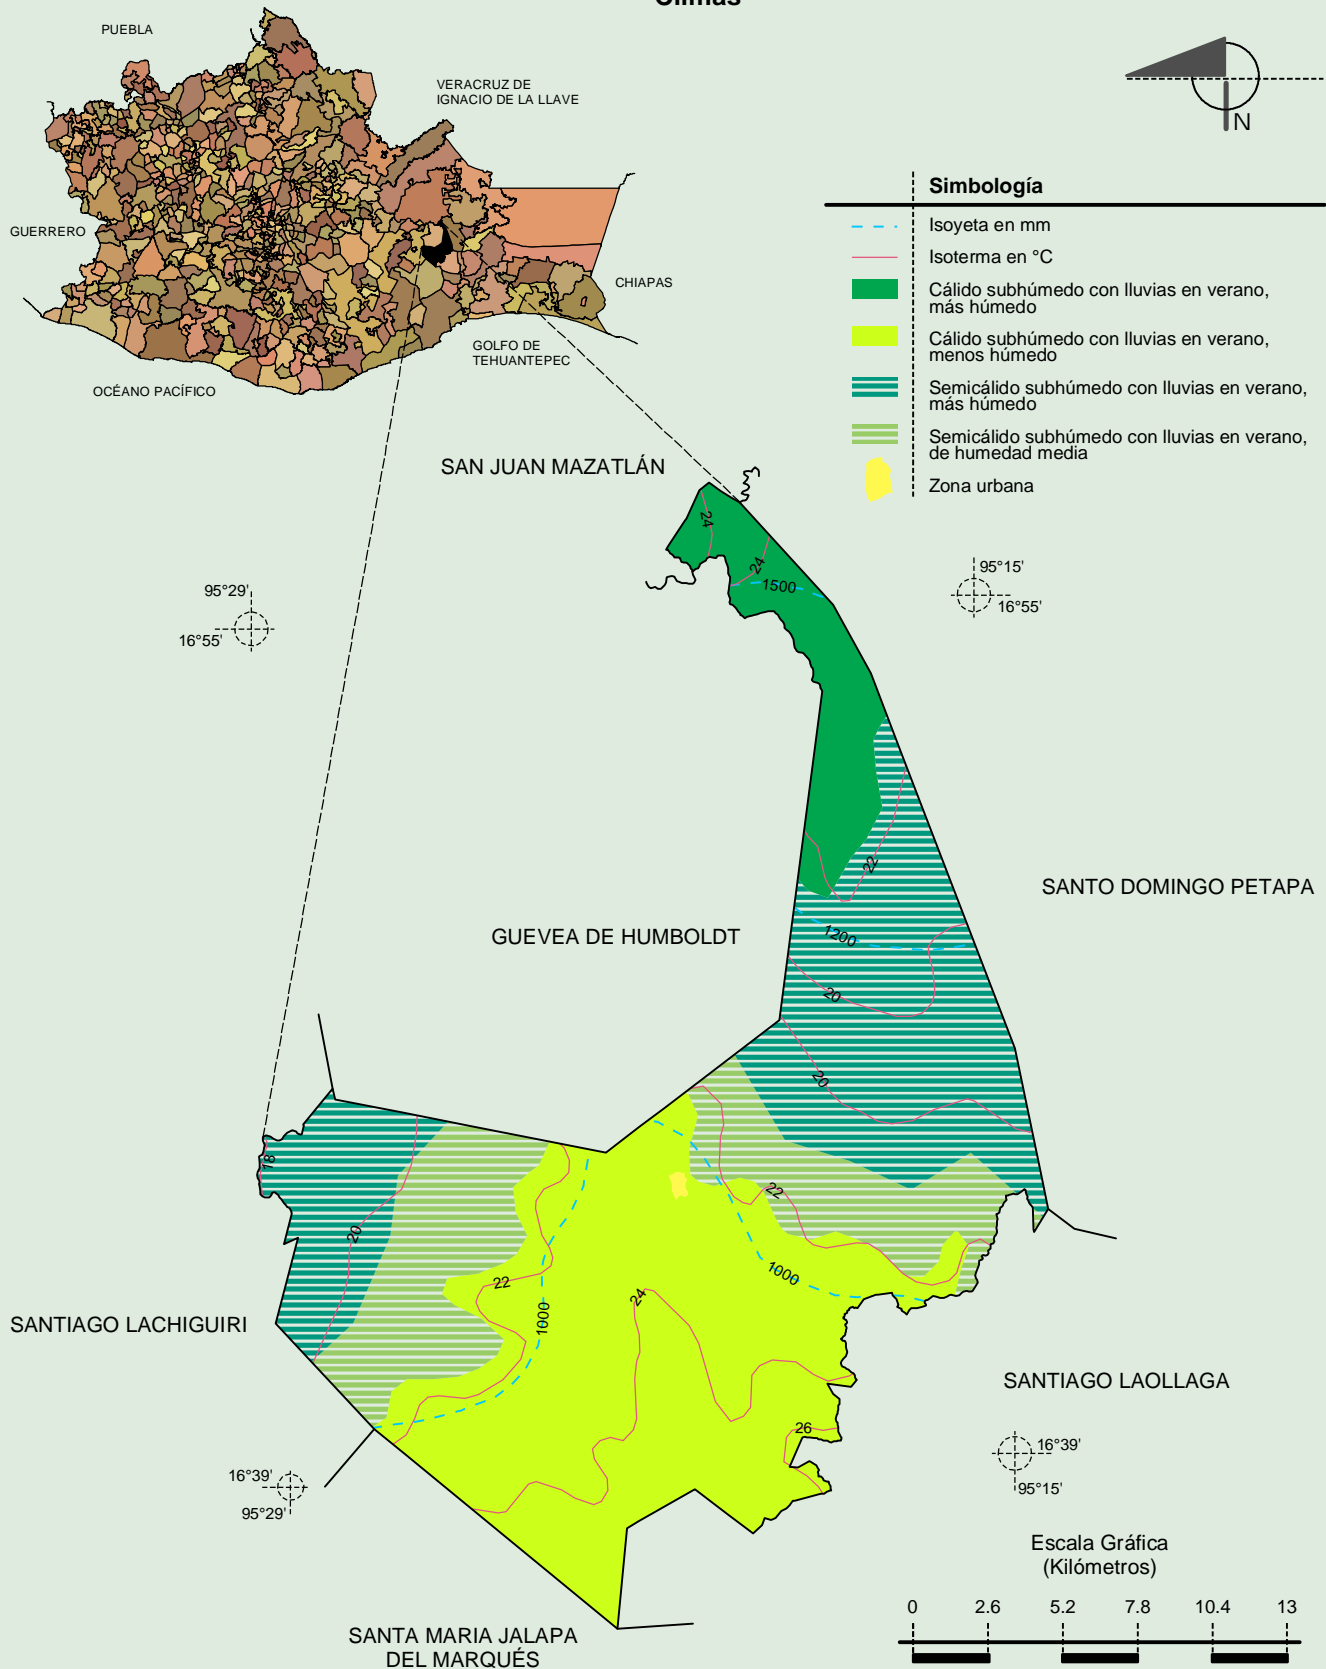 Climas
PUEBLA
VERACRUZ DE
IGNACIO DE LA LLAVE
GUERRERO
CHIAPAS
GOLFO DE
TEHUANTEPEC
OCÉANO PACÍFICO
N
Simbología
Isoyeta en mm
Isoterma en °C
Cálido subhúmedo con lluvias en verano,
más húmedo
Cálido subhúmedo con lluvias en verano,
menos húmedo
Semicálido subhúmedo con lluvias en verano,
más húmedo
Semicálido subhúmedo con lluvias en verano,
de humedad media
Zona urbana
SAN JUAN MAZATLÁN
24
24
1500
95°29'
16°55'
95°15'
16°55'
22
SANTO DOMINGO PETAPA
GUEVEA DE HUMBOLDT
1200
20
20
18
22
20
1000
22
24
1000
SANTIAGO LACHIGUIRI
SANTIAGO LAOLLAGA
26
16°39'
95°29'
16°39'
95°15'
Escala Gráfica
(Kilómetros)
0 2.6 5.2 7.8 10.4 13
SANTA MARIA JALAPA
DEL MARQUÉS